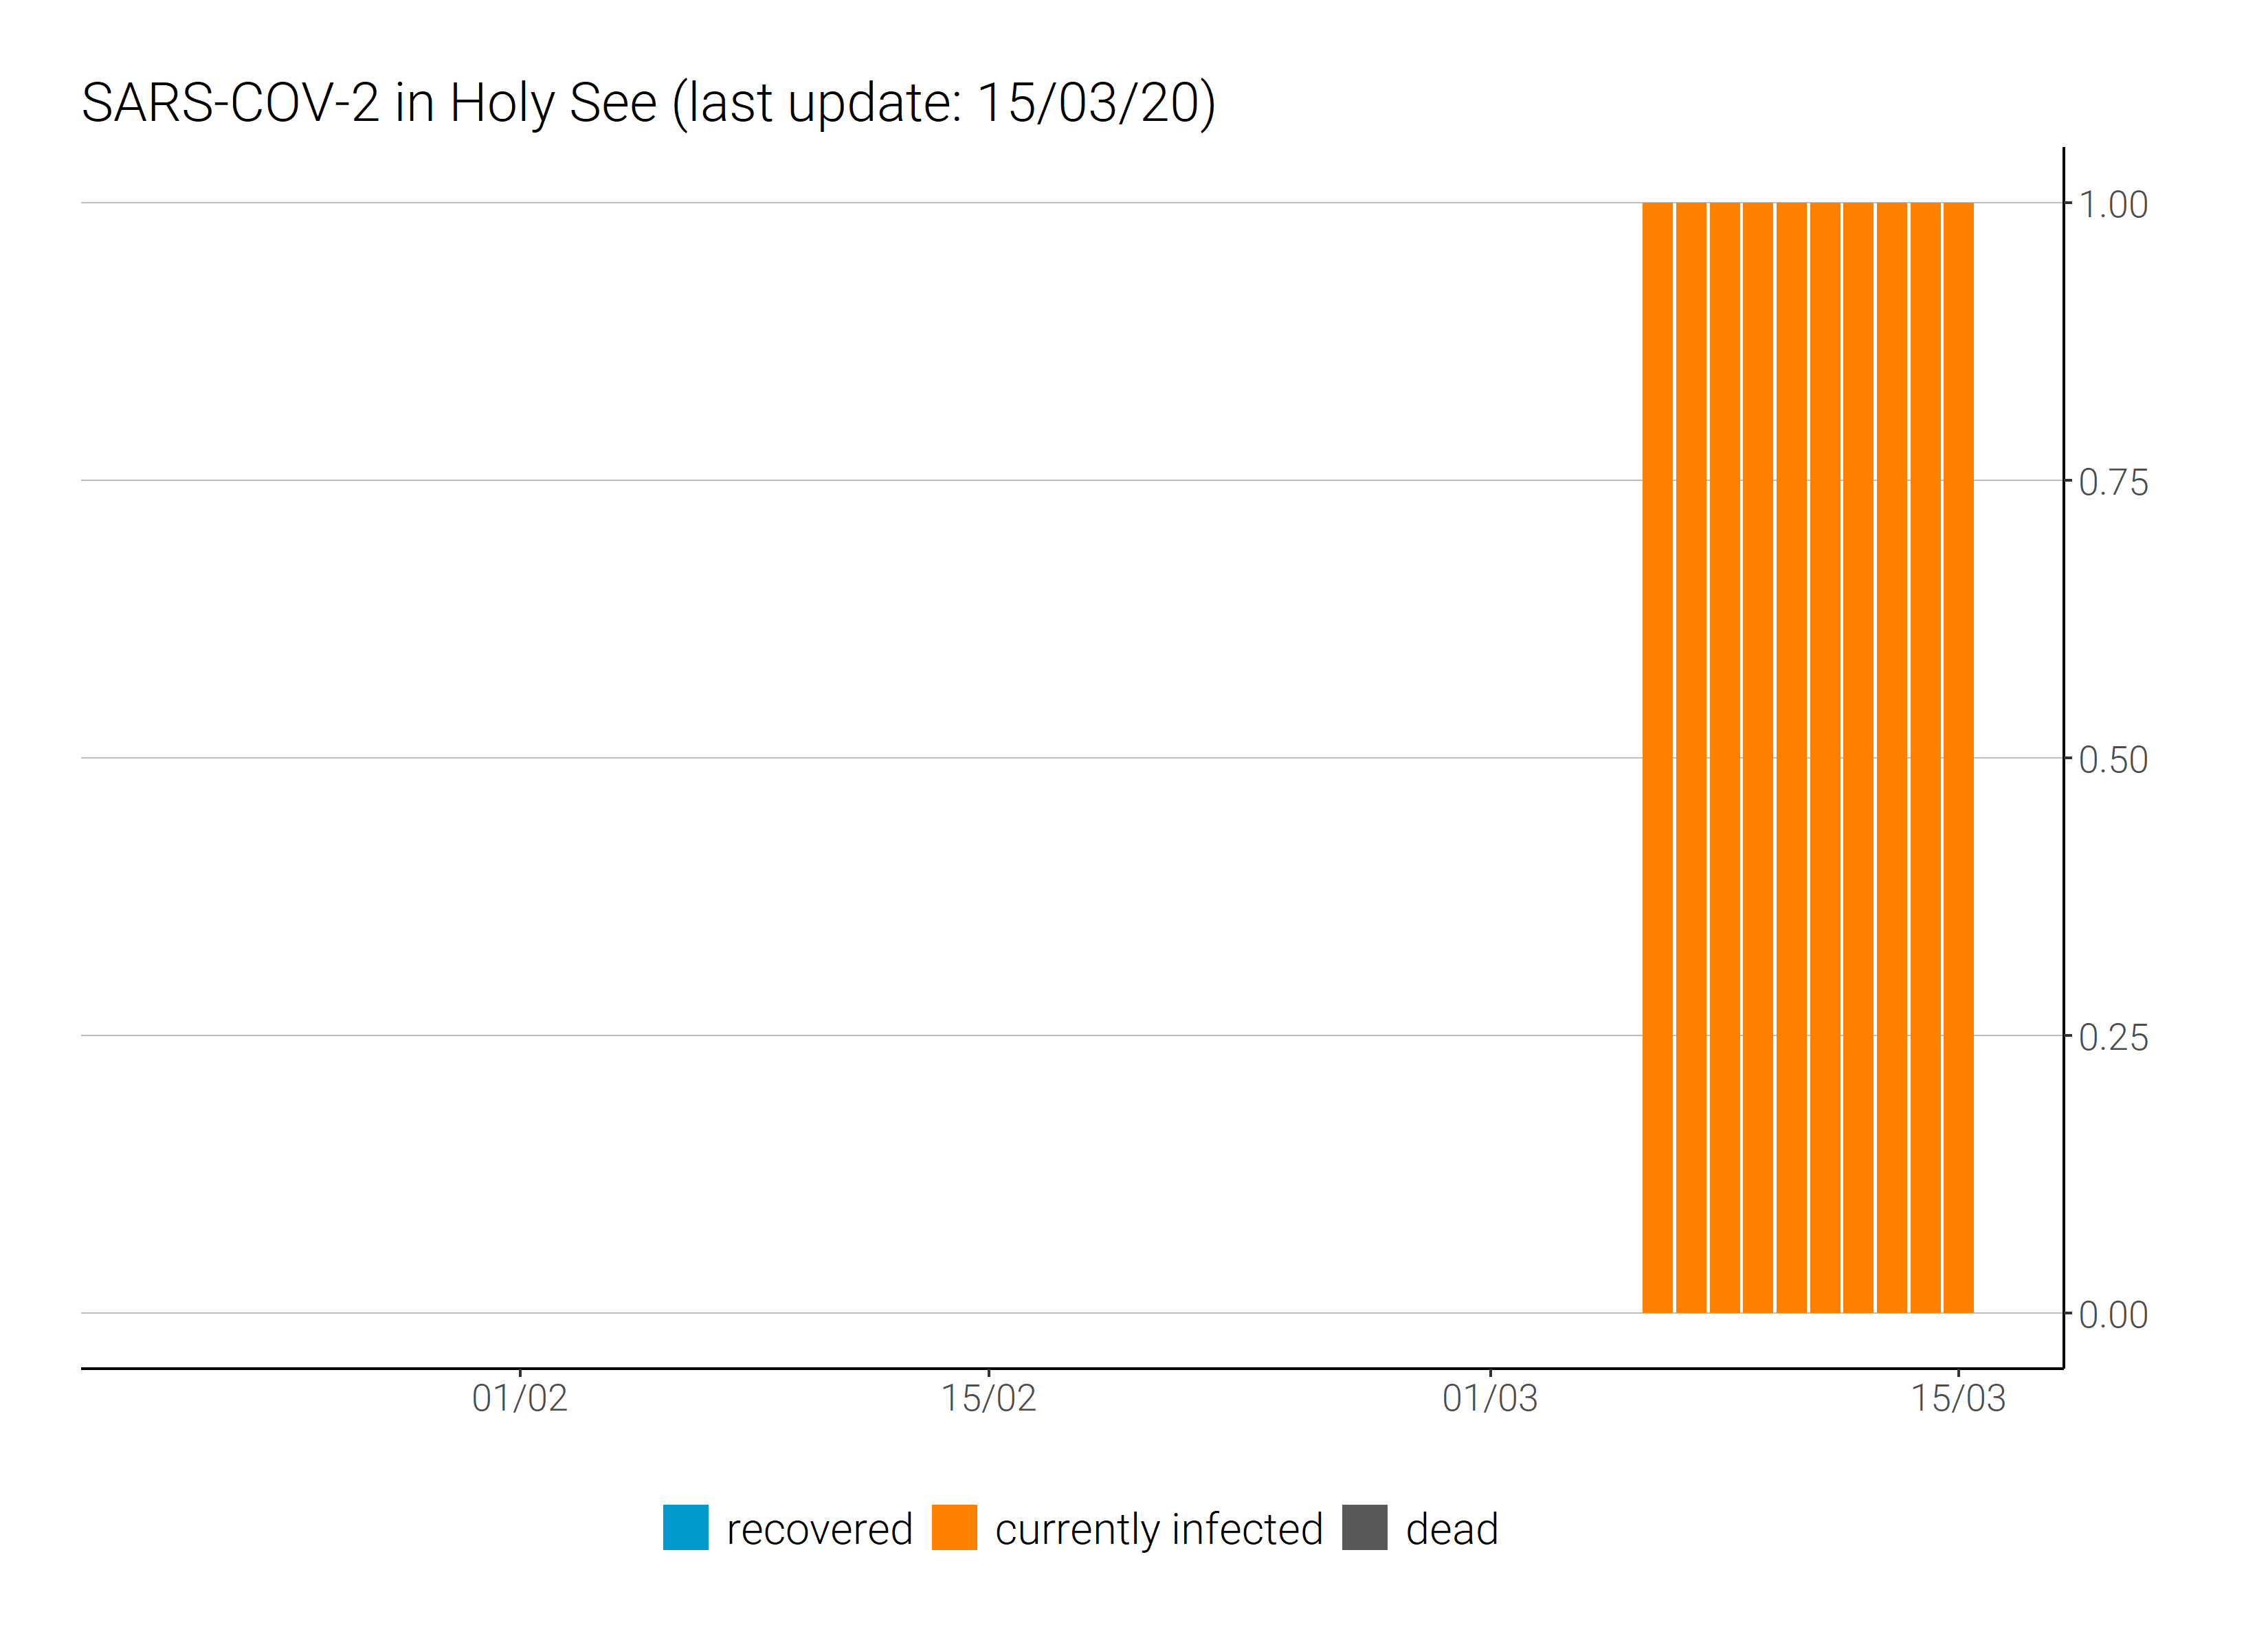 SARS-COV-2 in Holy See (last update: 15/03/20)
1.00
0.75
0.50
0.25
0.00
01/02 15/02 01/03 15/03
recovered currently infected dead